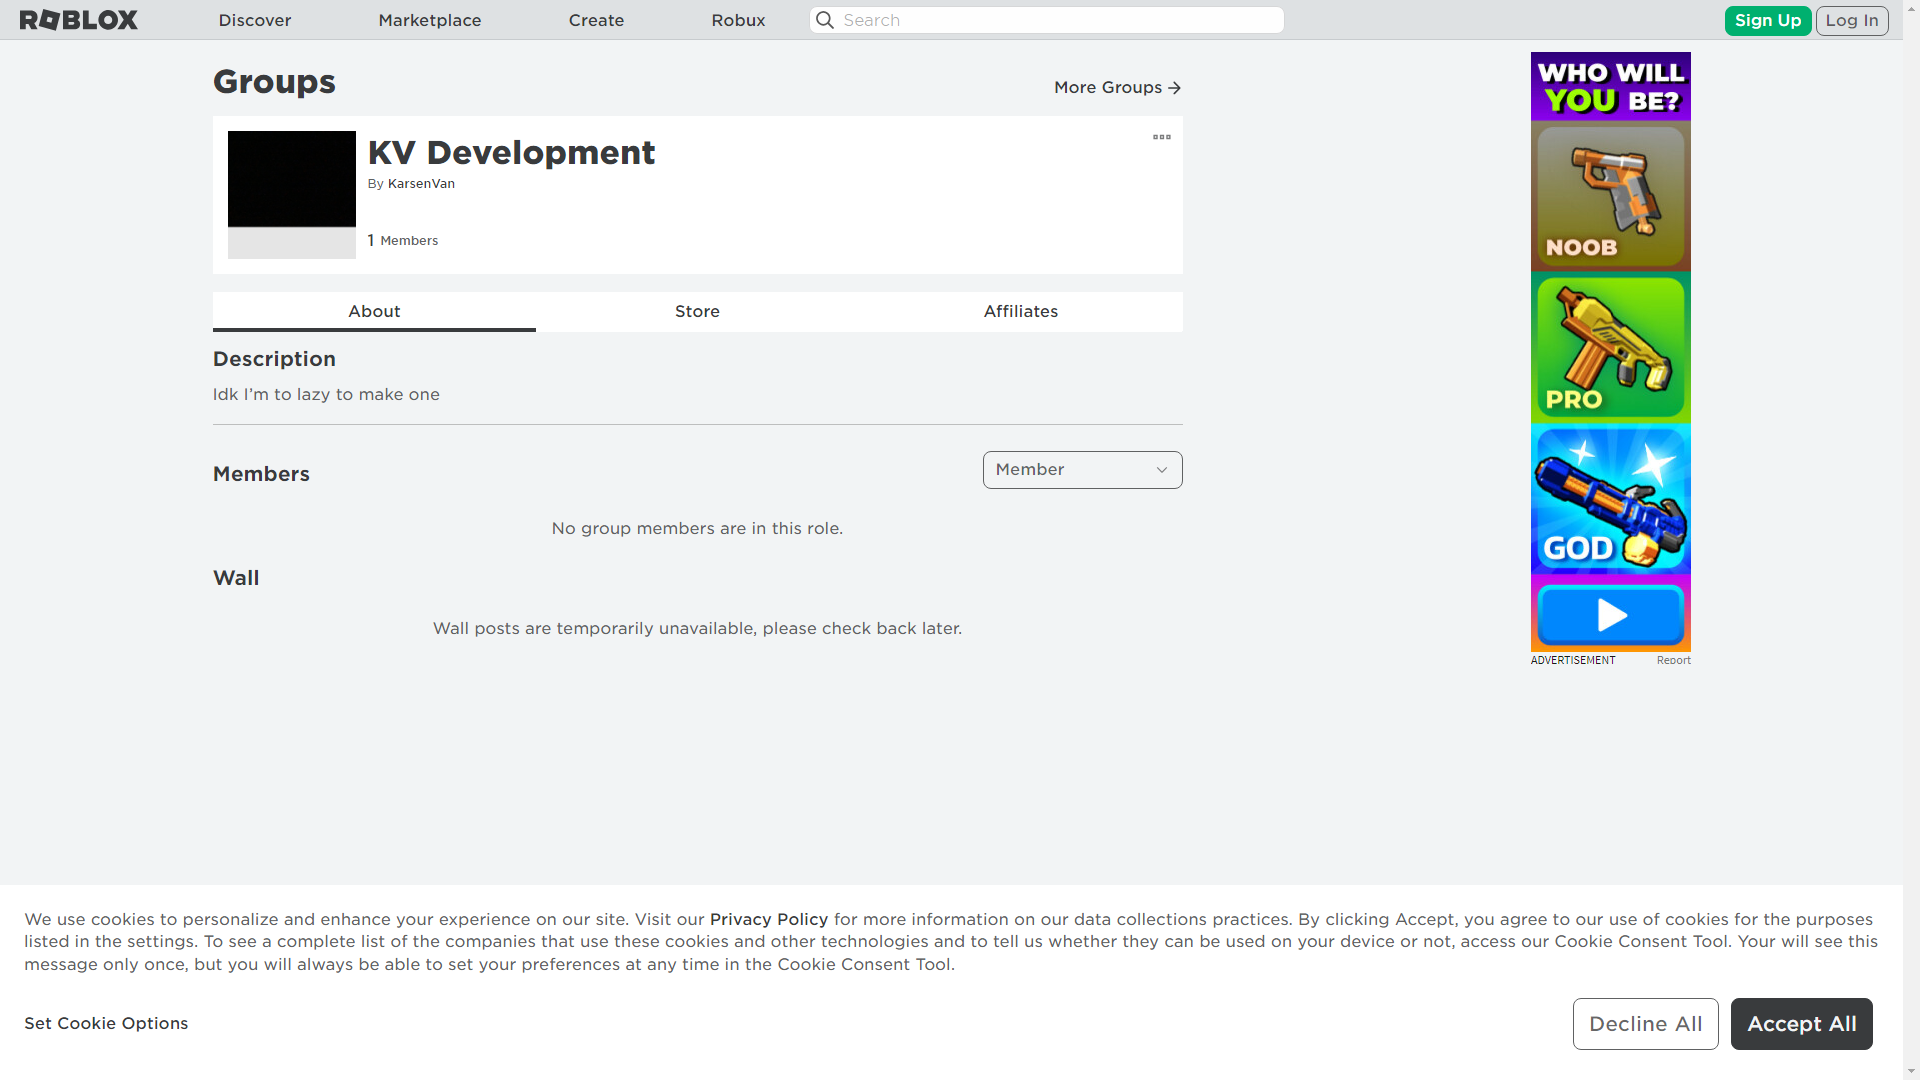 ROBLOX
Discover
Marketplace
Create
Robux
Search
Sign Up
Log In
Groups
More Groups
KV Development
By KarsenVan
1 Members
About
Store
Affiliates
Description
Idk I'm to lazy to make one
Members
Member
No group members are in this role.
Wall
Wall posts are temporarily unavailable, please check back later.
WHO WILL
YOU BE?
NOOB
PRO
GOD
ADVERTISEMENT
Report
We use cookies to personalize and enhance your experience on our site. Visit our Privacy Policy for more information on our data collections practices. By clicking Accept, you agree to our use of cookies for the purposes
listed in the settings. To see a complete list of the companies that use these cookies and other technologies and to tell us whether they can be used on your device or not, access our Cookie Consent Tool. Your will see this
message only once, but you will always be able to set your preferences at any time in the Cookie Consent Tool.
Set Cookie Options
Decline All
Accept All